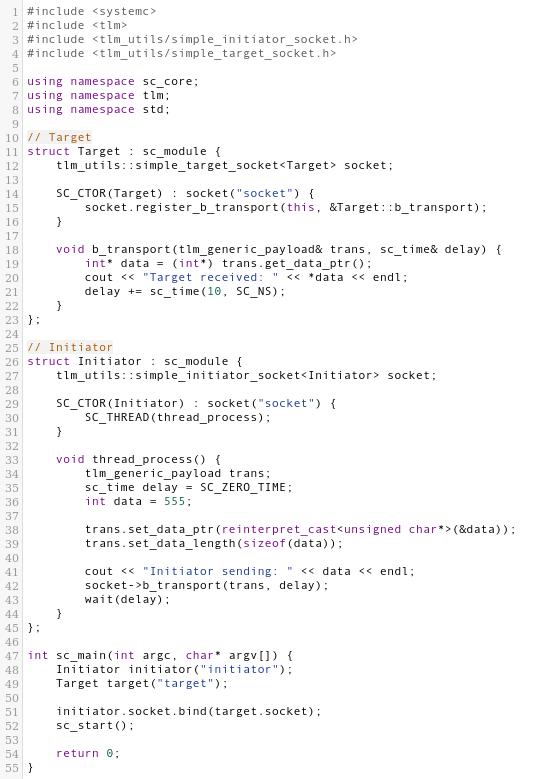 1 #include <systemc>
2 #include <tlm>
3 #include <tlm_utils/simple_initiator_socket.h>
4 #include <tlm_utils/simple_target_socket.h>
5
6 using namespace sc_core;
7 using namespace tlm;
8 using namespace std;
9
10 // Target
11 struct Target : sc_module {
12     tlm_utils::simple_target_socket<Target> socket;
13
14     SC_CTOR(Target) : socket("socket") {
15         socket.register_b_transport(this, &Target::b_transport);
16     }
17
18     void b_transport(tlm_generic_payload& trans, sc_time& delay) {
19         int* data = (int*) trans.get_data_ptr();
20         cout << "Target received: " << *data << endl;
21         delay += sc_time(10, SC_NS);
22     }
23 };
24
25 // Initiator
26 struct Initiator : sc_module {
27     tlm_utils::simple_initiator_socket<Initiator> socket;
28
29     SC_CTOR(Initiator) : socket("socket") {
30         SC_THREAD(thread_process);
31     }
32
33     void thread_process() {
34         tlm_generic_payload trans;
35         sc_time delay = SC_ZERO_TIME;
36         int data = 555;
37
38         trans.set_data_ptr(reinterpret_cast<unsigned char*>(&data));
39         trans.set_data_length(sizeof(data));
40
41         cout << "Initiator sending: " << data << endl;
42         socket->b_transport(trans, delay);
43         wait(delay);
44     }
45 };
46
47 int sc_main(int argc, char* argv[]) {
48     Initiator initiator("initiator");
49     Target target("target");
50
51     initiator.socket.bind(target.socket);
52     sc_start();
53
54     return 0;
55 }